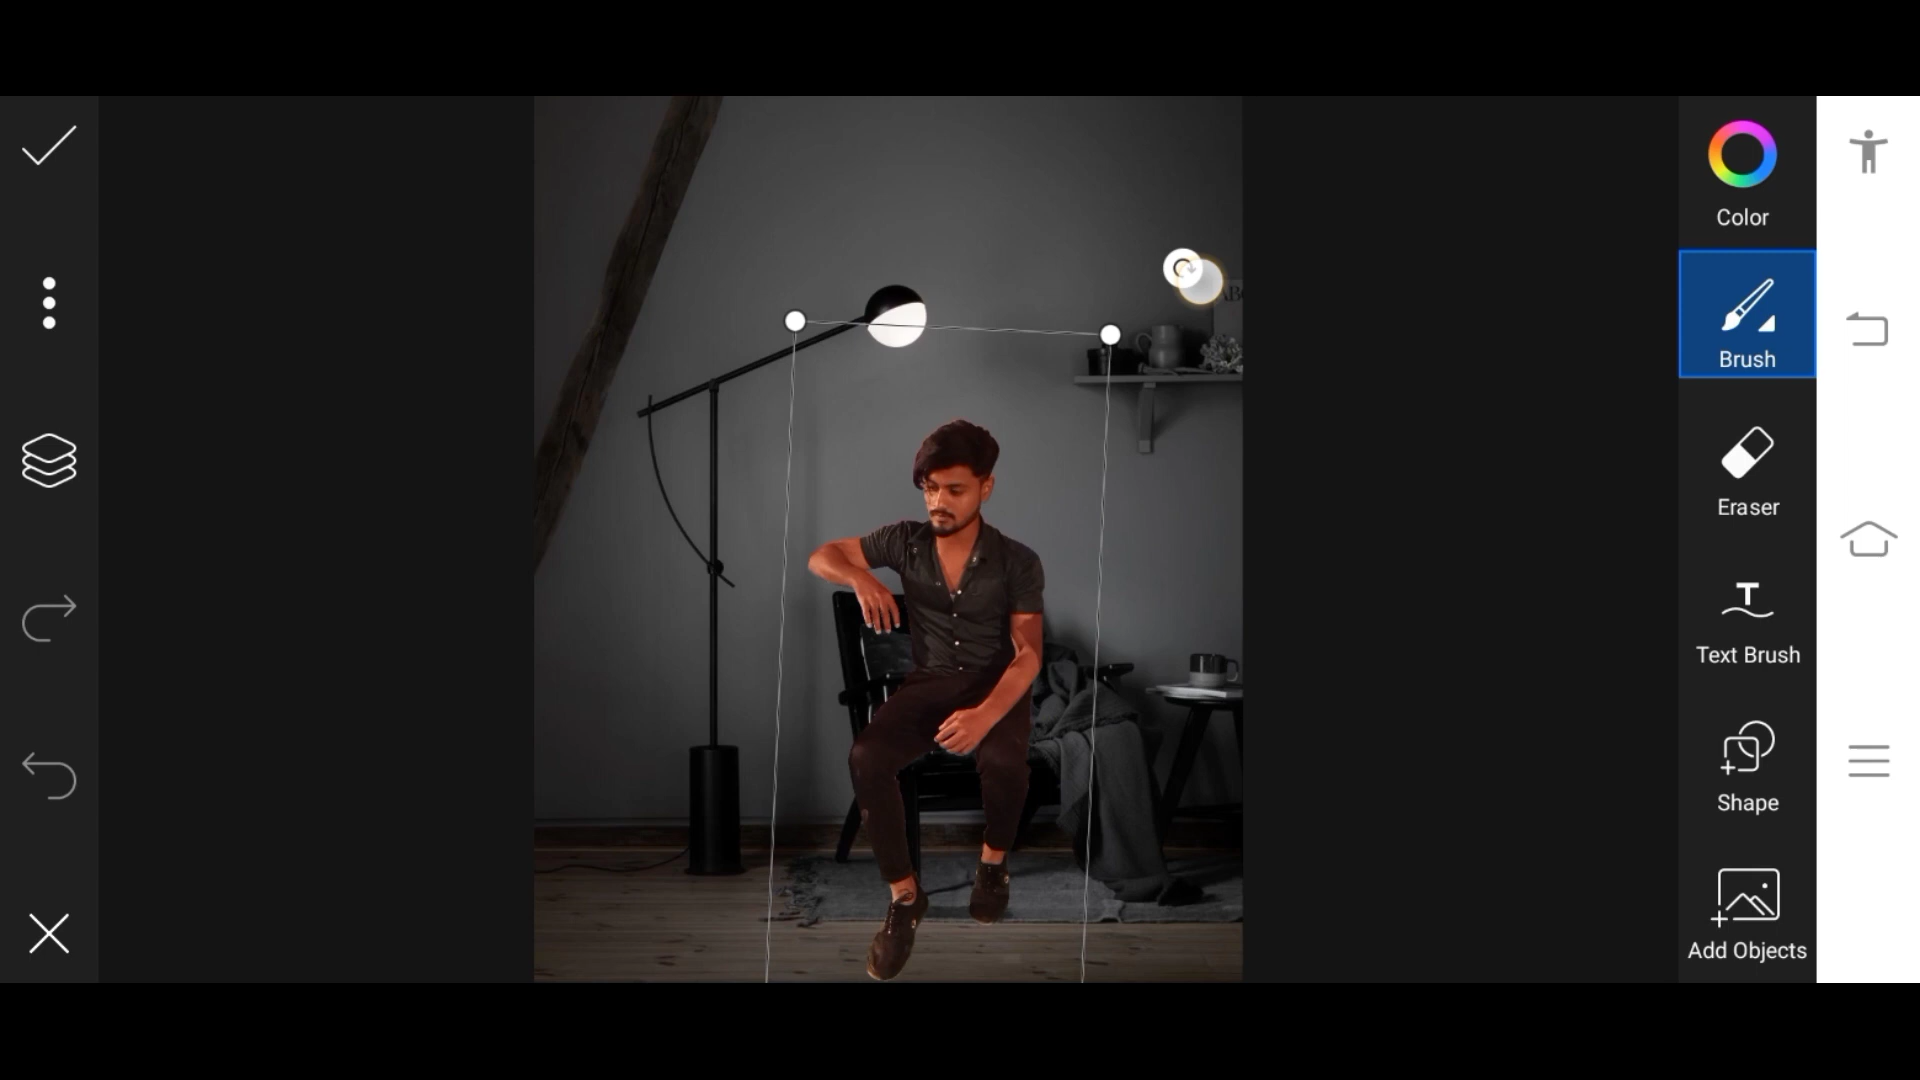 Color
Brush
Eraser
Text Brush
Shape
Add Objects